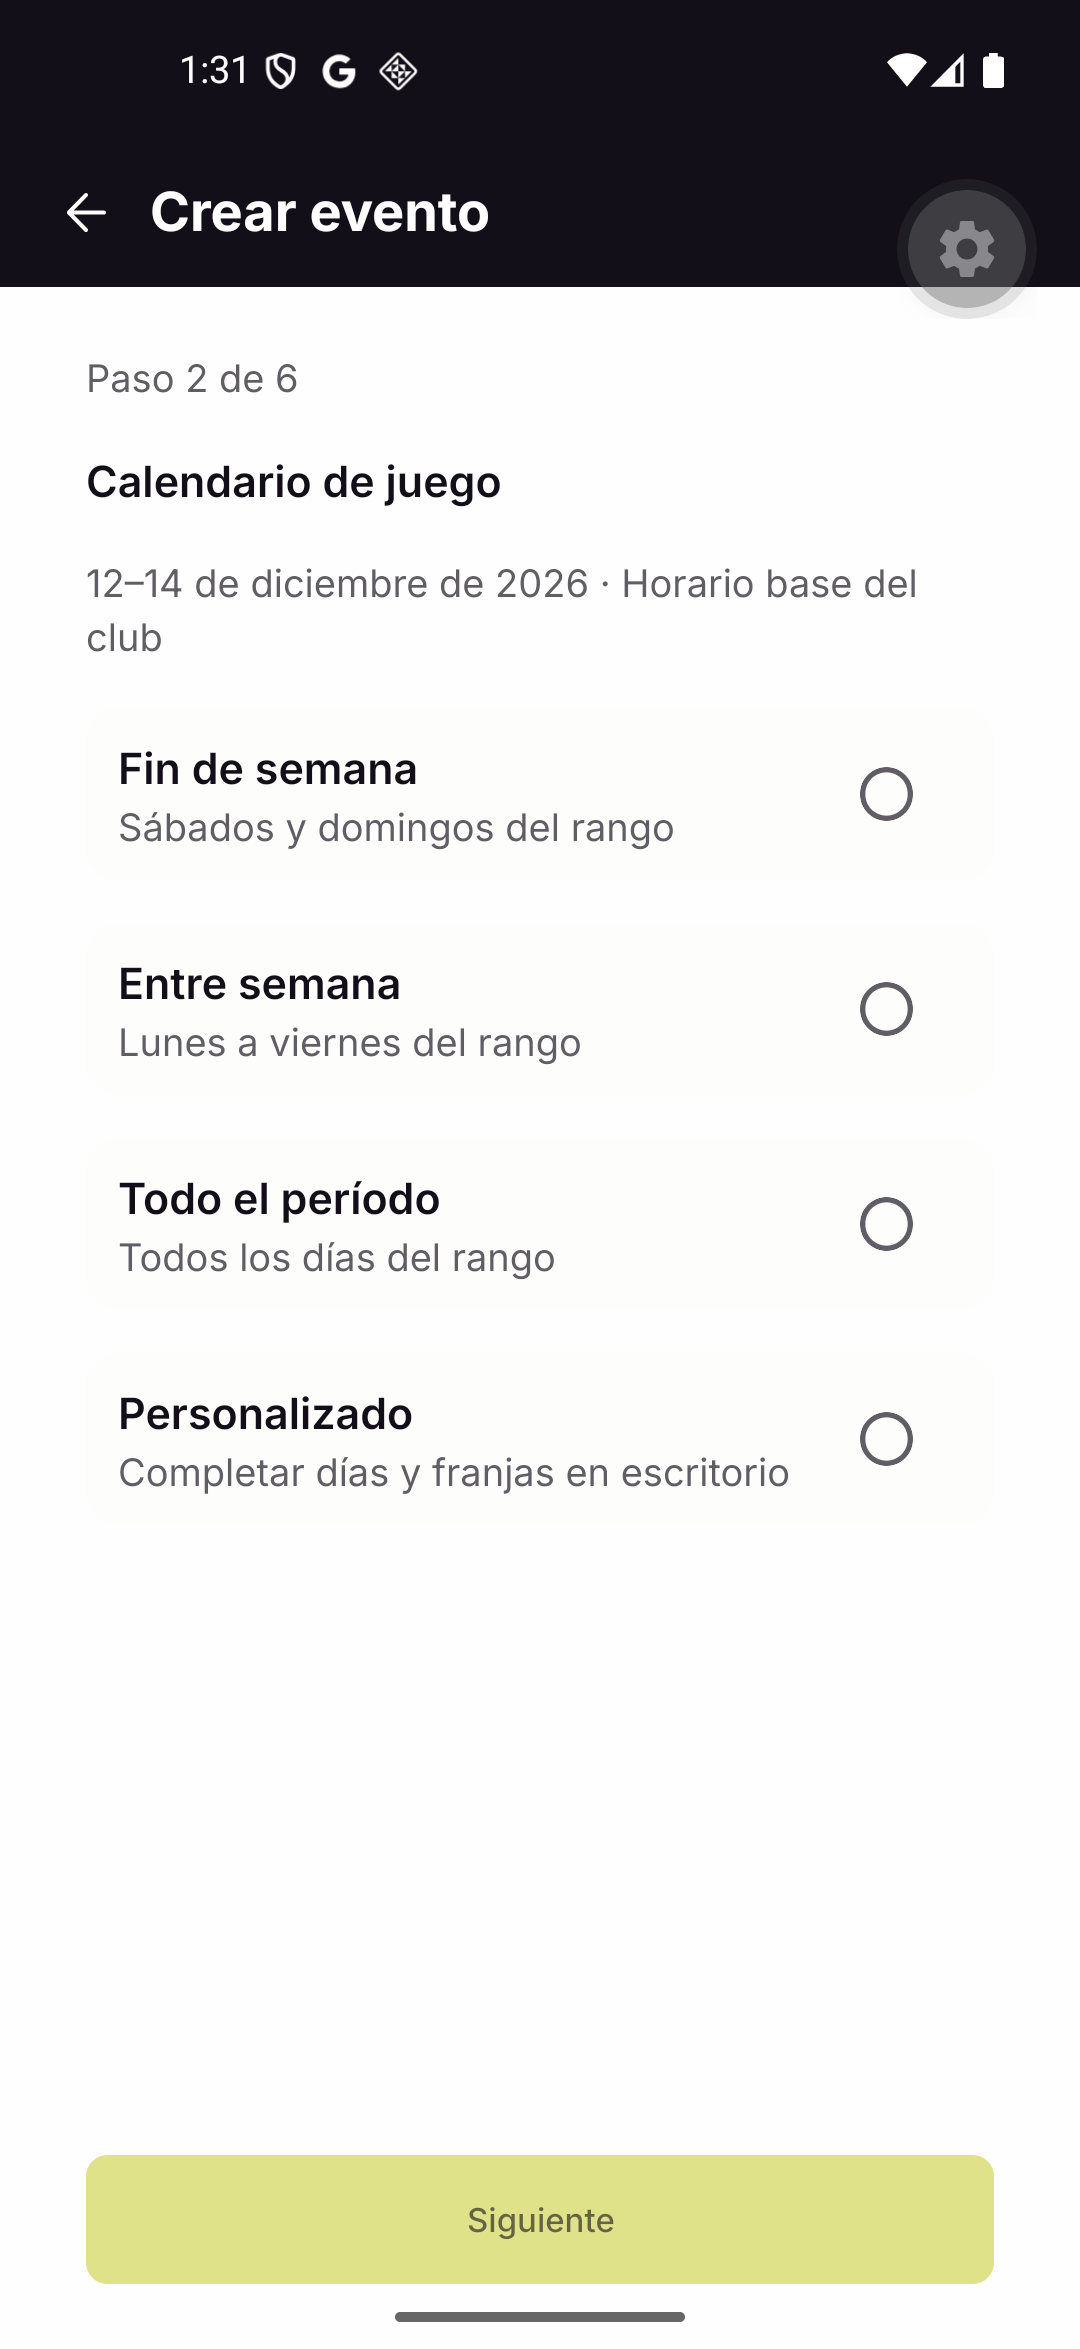 1:31
Crear evento
Paso 2 de 6
Calendario de juego
12–14 de diciembre de 2026 · Horario base del
club
Fin de semana
Sábados y domingos del rango
Entre semana
Lunes a viernes del rango
Todo el período
Todos los días del rango
Personalizado
Completar días y franjas en escritorio
Siguiente